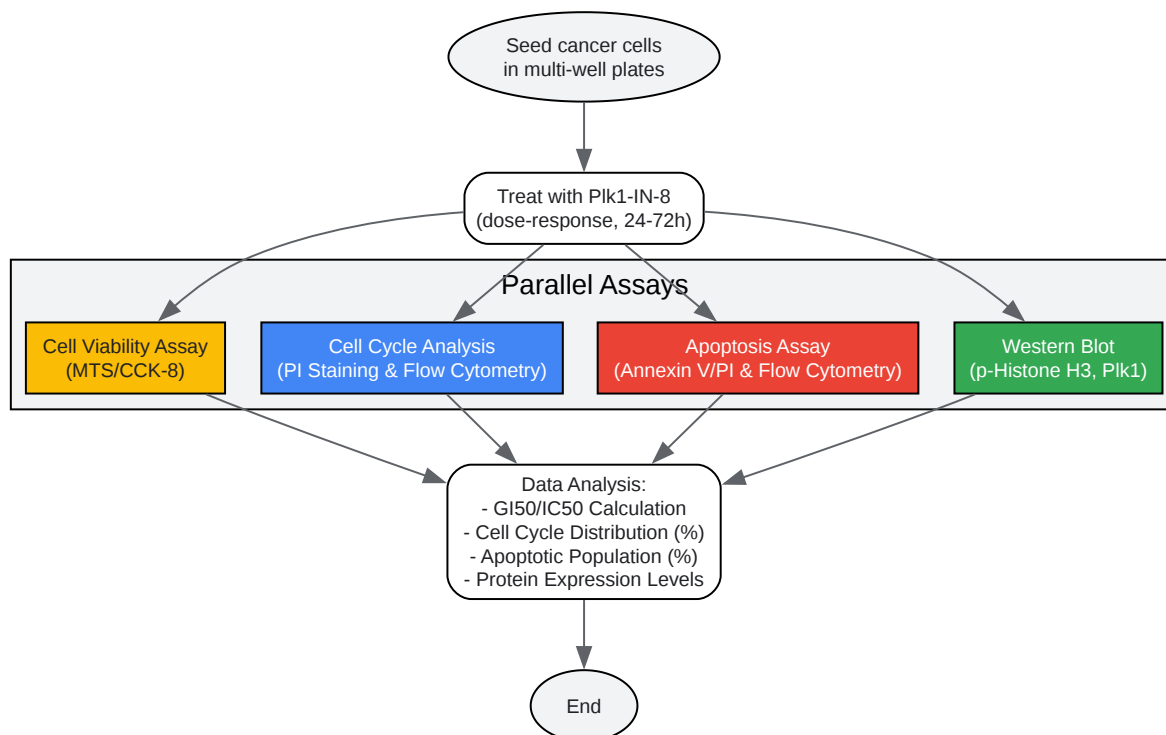 Seed cancer cells
in multi-well plates
Treat with Plk1-IN-8
(dose-response, 24-72h)
Parallel Assays
Cell Viability Assay
(MTS/CCK-8)
Cell Cycle Analysis
(PI Staining & Flow Cytometry)
Apoptosis Assay
(Annexin V/PI & Flow Cytometry)
Western Blot
(p-Histone H3, Plk1)
Data Analysis:
- GI50/IC50 Calculation
- Cell Cycle Distribution (%)
- Apoptotic Population (%)
- Protein Expression Levels
End